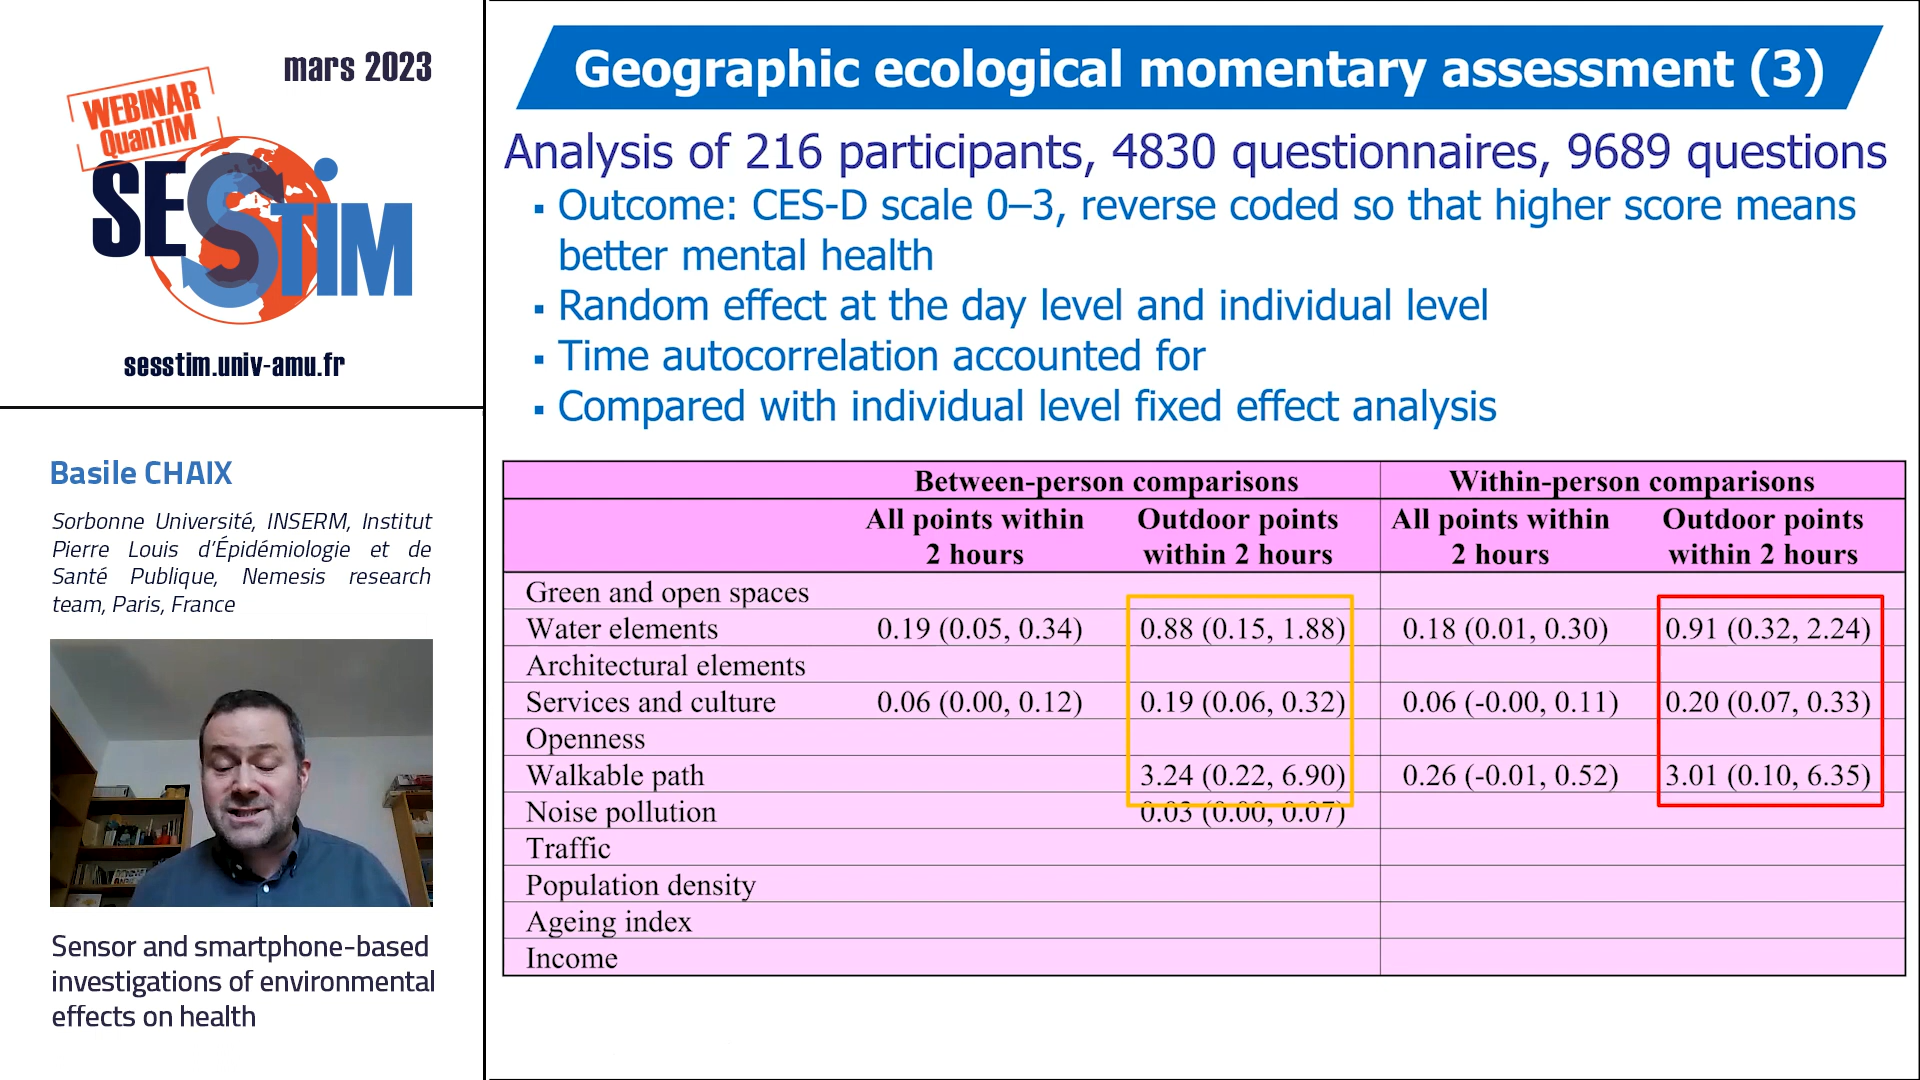 mars 2023
WEBINAR
QuanTIM
SESSTIM
sesstim.univ-amu.fr
Basile CHAIX
Sorbonne Université, INSERM, Institut
Pierre Louis d'Épidémiologie et de
Santé Publique, Nemesis research
team, Paris, France
Sensor and smartphone-based
investigations of environmental
effects on health
Geographic ecological momentary assessment (3)
Analysis of 216 participants, 4830 questionnaires, 9689 questions
▪ Outcome: CES-D scale 0–3, reverse coded so that higher score means
better mental health
▪ Random effect at the day level and individual level
▪ Time autocorrelation accounted for
▪ Compared with individual level fixed effect analysis
Between-person comparisons Within-person comparisons
All points within Outdoor points All points within Outdoor points
2 hours within 2 hours 2 hours within 2 hours
Green and open spaces
Water elements 0.19 (0.05, 0.34) 0.88 (0.15, 1.88) 0.18 (0.01, 0.30) 0.91 (0.32, 2.24)
Architectural elements
Services and culture 0.06 (0.00, 0.12) 0.19 (0.06, 0.32) 0.06 (-0.00, 0.11) 0.20 (0.07, 0.33)
Openness
Walkable path 3.24 (0.22, 6.90) 0.26 (-0.01, 0.52) 3.01 (0.10, 6.35)
Noise pollution 0.03 (0.00, 0.07)
Traffic
Population density
Ageing index
Income